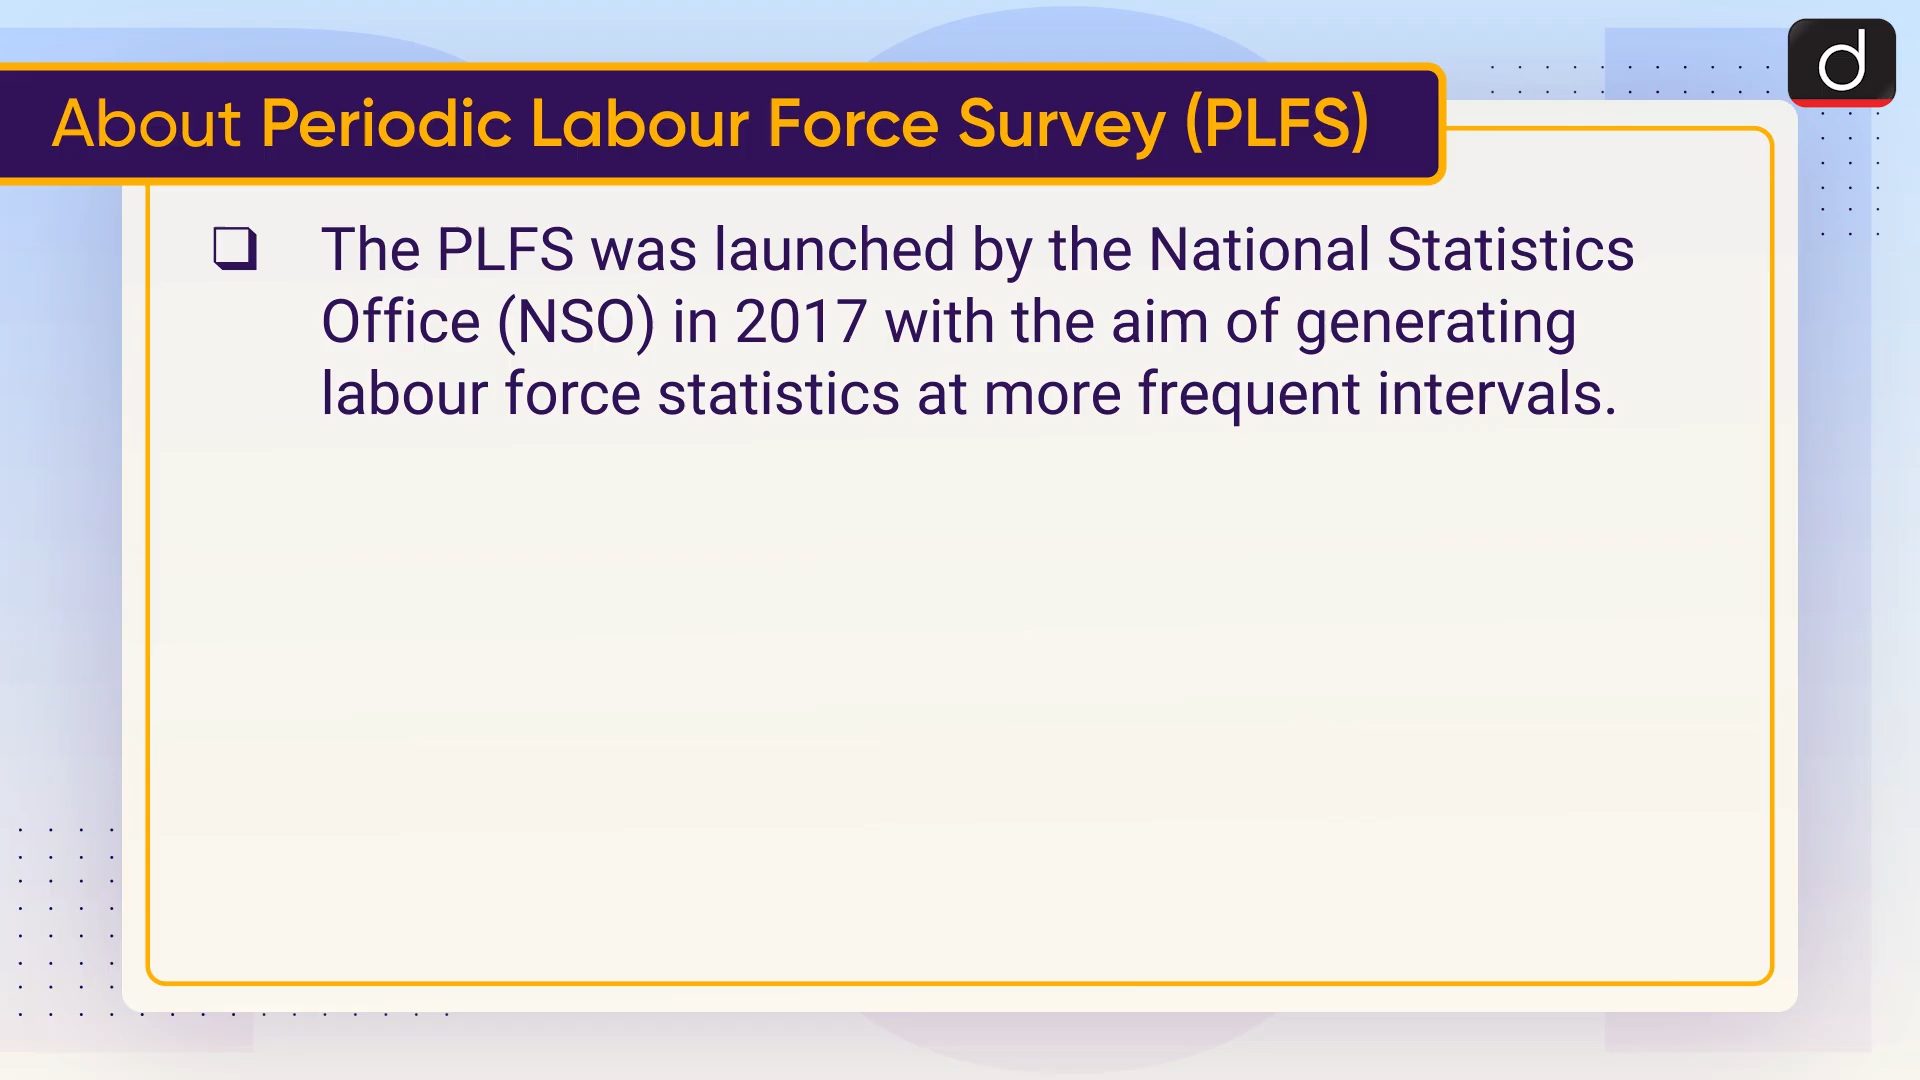 About Periodic Labour Force Survey (PLFS)
d
❑ The PLFS was launched by the National Statistics
Office (NSO) in 2017 with the aim of generating
labour force statistics at more frequent intervals.